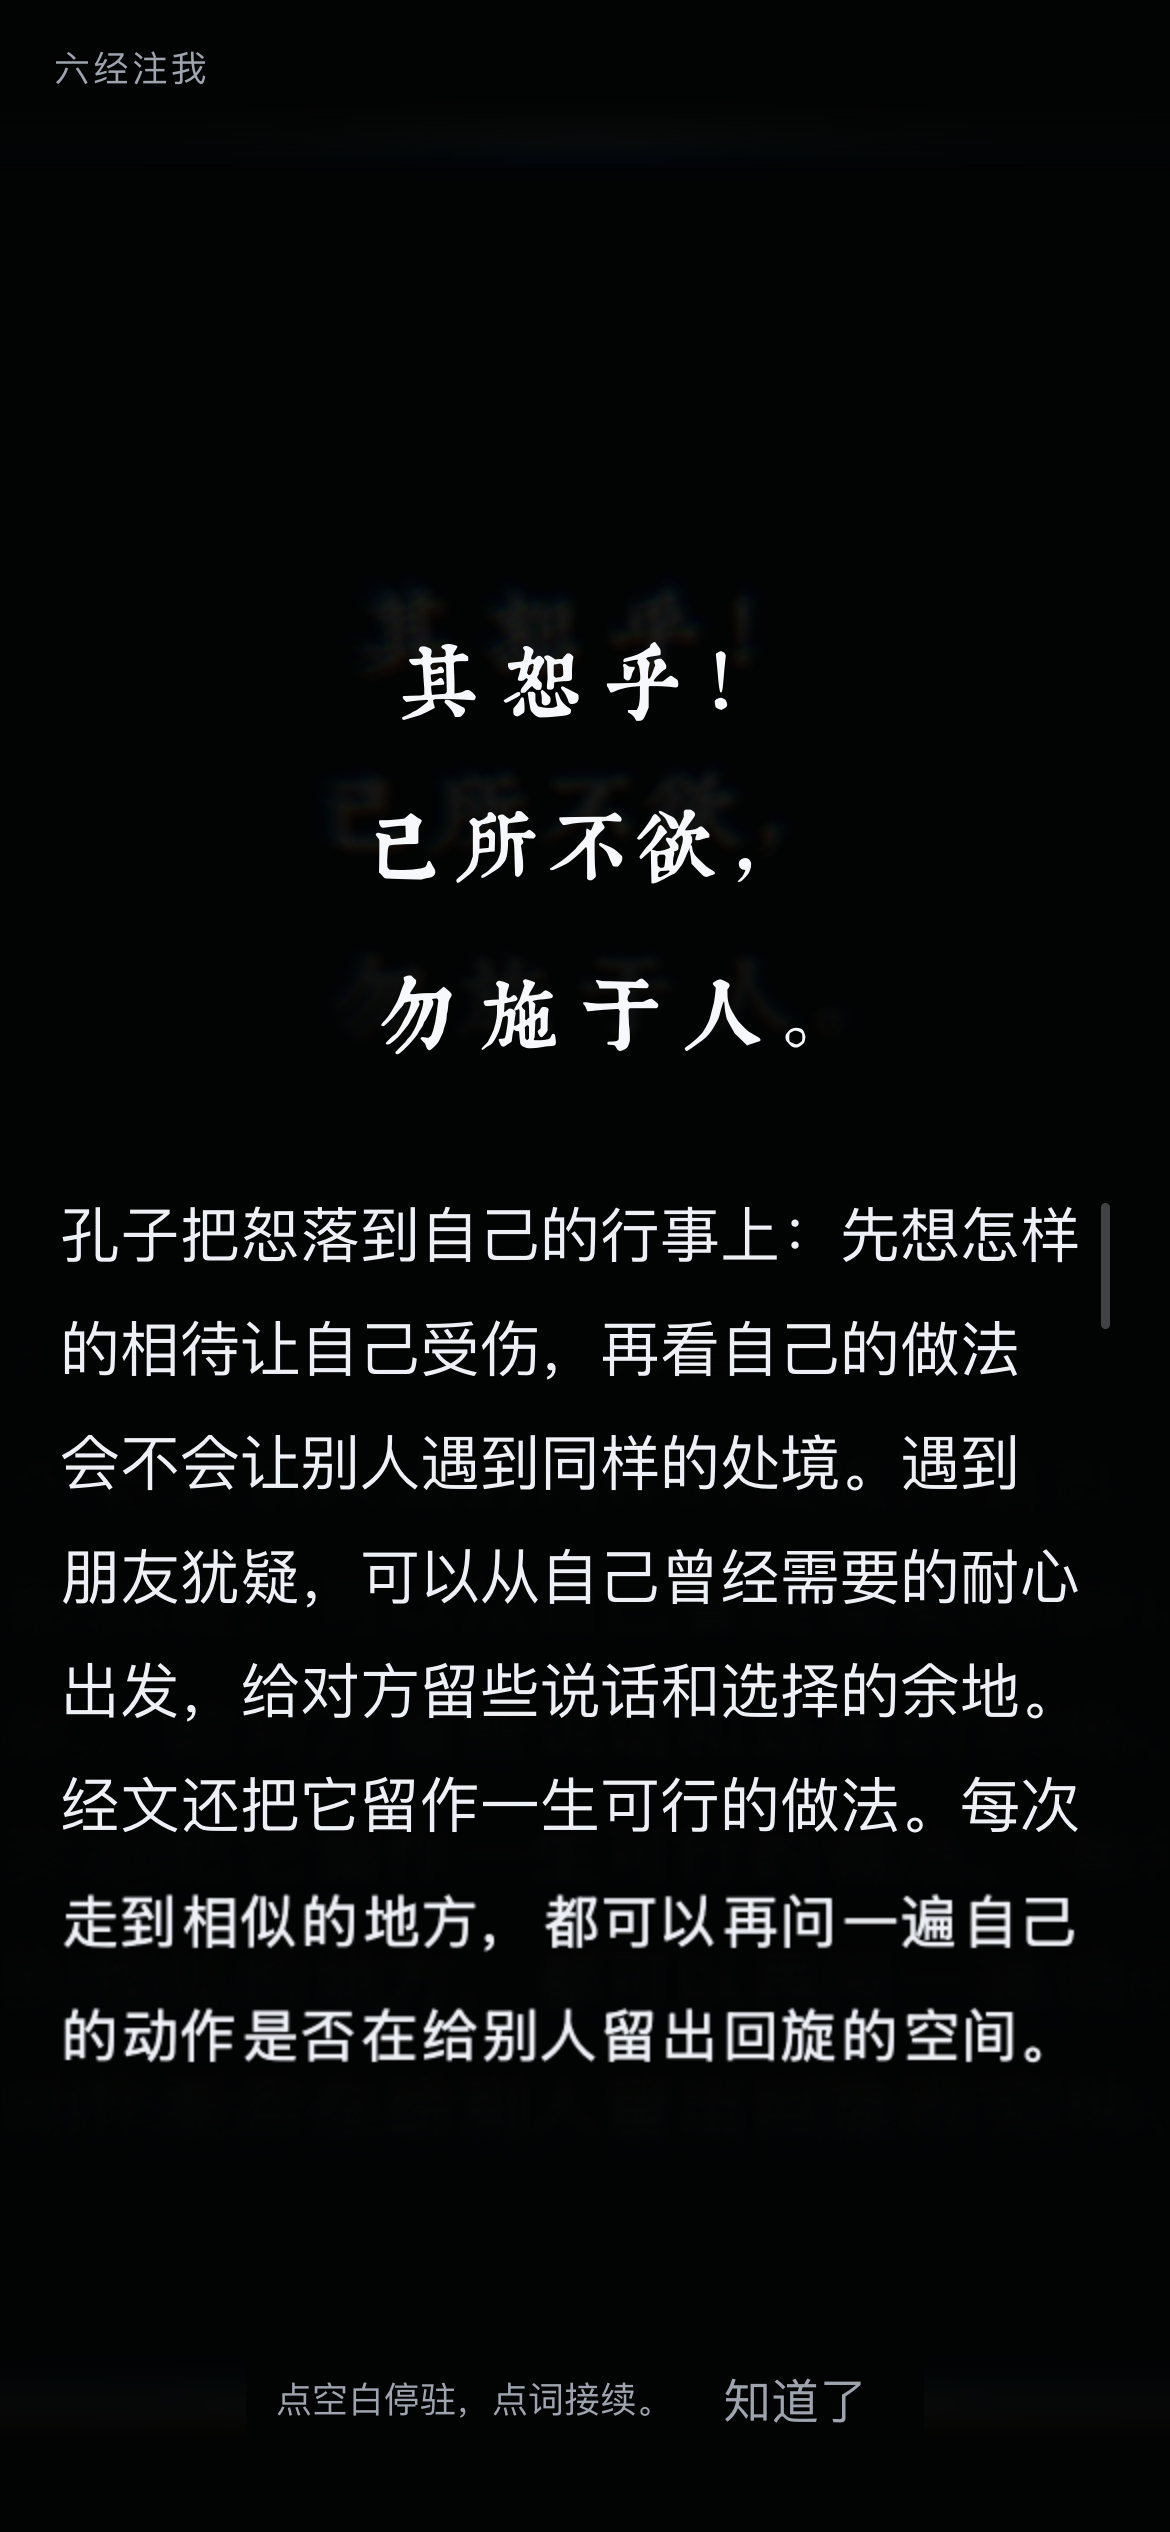 六经注我
其恕乎！
己所不欲，
勿施于人。
孔子把恕落到自己的行事上：先想怎样
的相待让自己受伤，再看自己的做法
会不会让别人遇到同样的处境。遇到
朋友犹疑，可以从自己曾经需要的耐心
出发，给对方留些说话和选择的余地。
经文还把它留作一生可行的做法。每次
走到相似的地方，都可以再问一遍自己
的动作是否在给别人留出回旋的空间。
点空白停驻，点词接续。 知道了